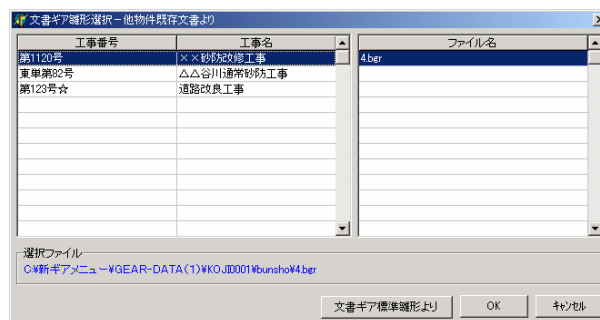 文書ギア雛形選択－他物件既存文書より
工事番号 工事名 ファイル名
第1120号 ××砂防改修工事 4.bgr
東単第92号 △△谷川通常砂防工事
第123号☆ 道路改良工事
選択ファイル
C:¥新ギアメニュー¥GEAR-DATA(1)¥KOJI0001¥bunsho¥4.bgr
文書ギア標準雛形より OK キャンセル